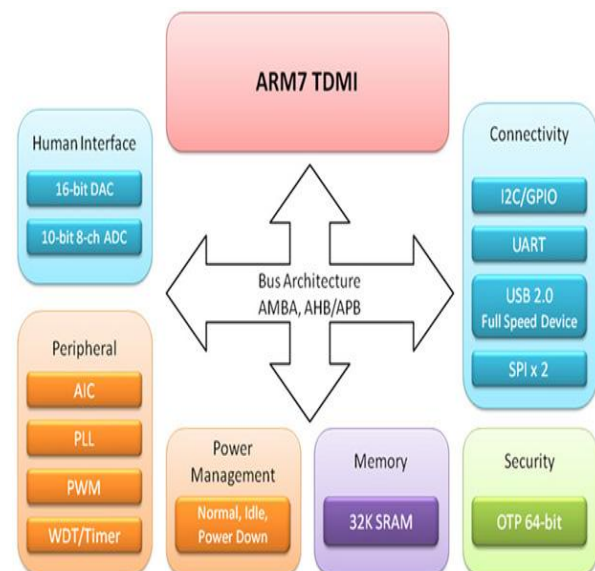 ARM7 TDMI
Human Interface
16-bit DAC
10-bit 8-ch ADC
Connectivity
I2C/GPIO
UART
USB 2.0
Full Speed Device
SPI x 2
Bus Architecture
AMBA, AHB/APB
Peripheral
AIC
PLL
PWM
WDT/Timer
Power
Management
Normal, Idle,
Power Down
Memory
32K SRAM
Security
OTP 64-bit